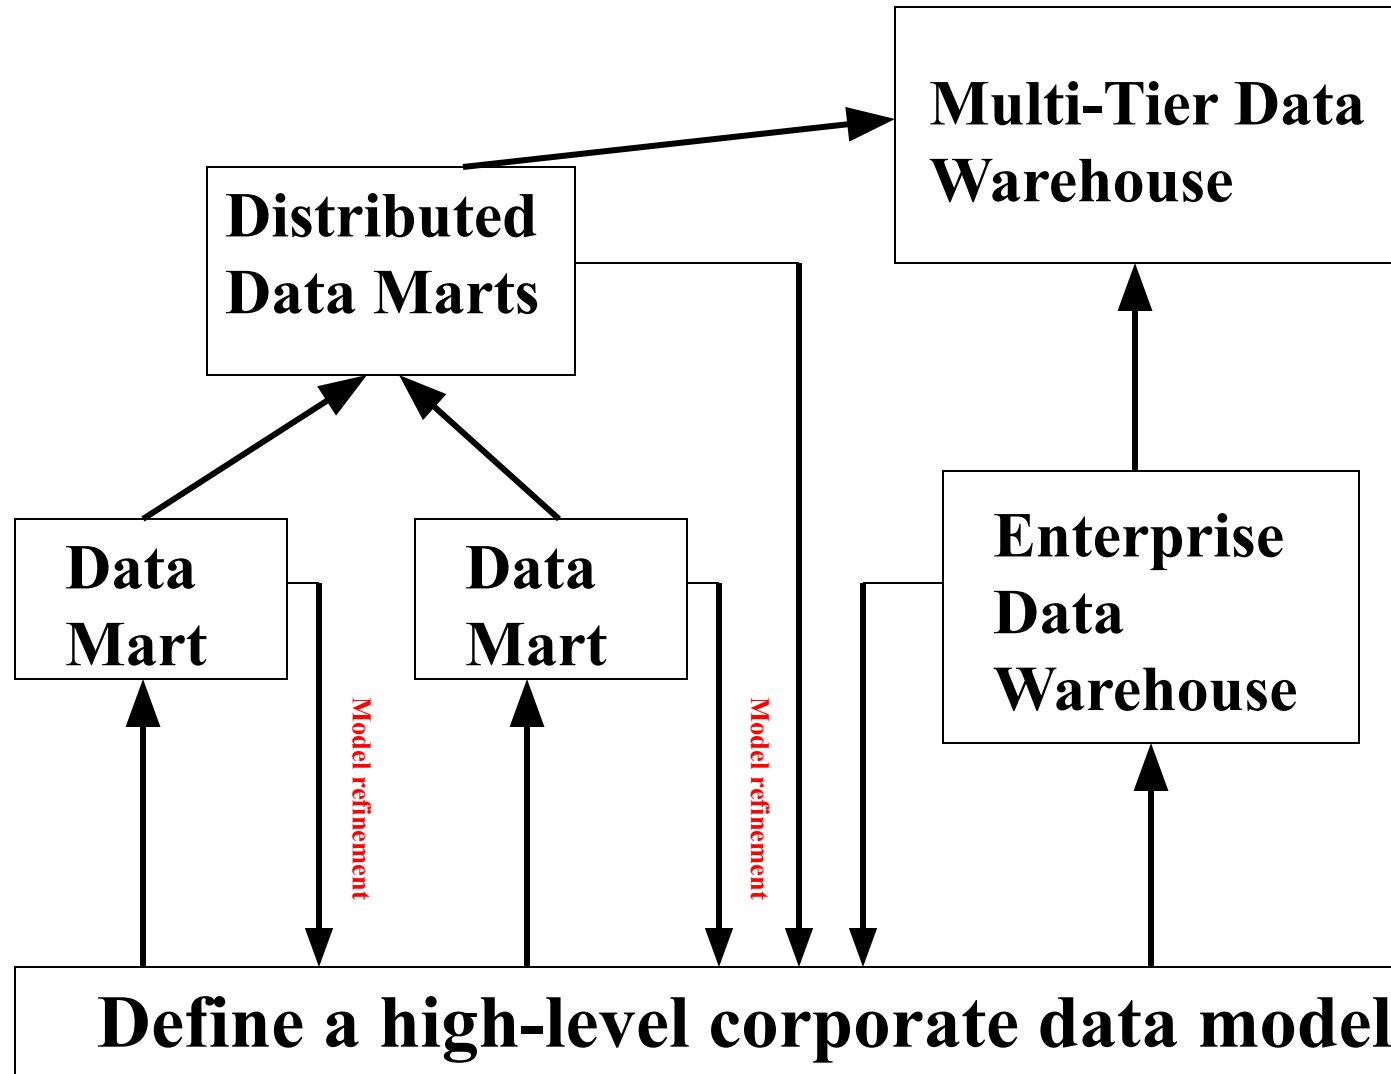 Multi-Tier Data
Warehouse
Distributed
Data Marts
Data
Mart
Data
Mart
Enterprise
Data
Warehouse
Model refinement
Model refinement
Define a high-level corporate data model